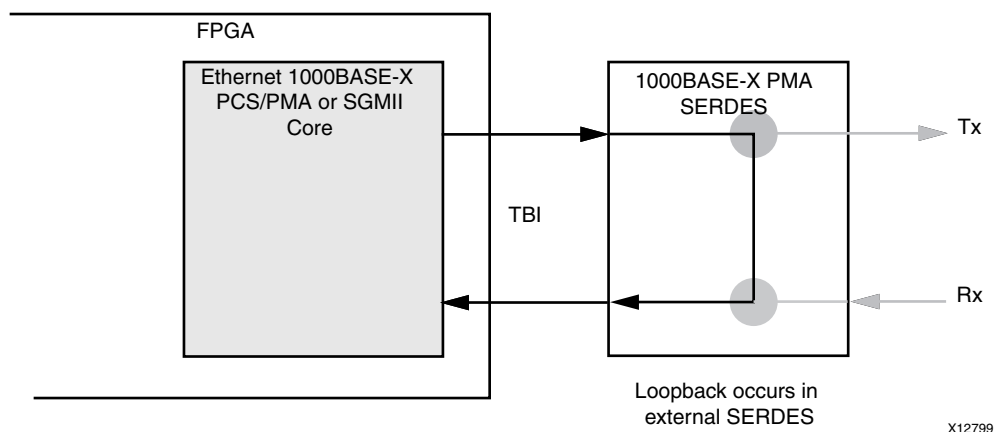 FPGA
Ethernet 1000BASE-X
PCS/PMA or SGMII
Core
1000BASE-X PMA
SERDES
Tx
TBI
Rx
Loopback occurs in
external SERDES
X12799